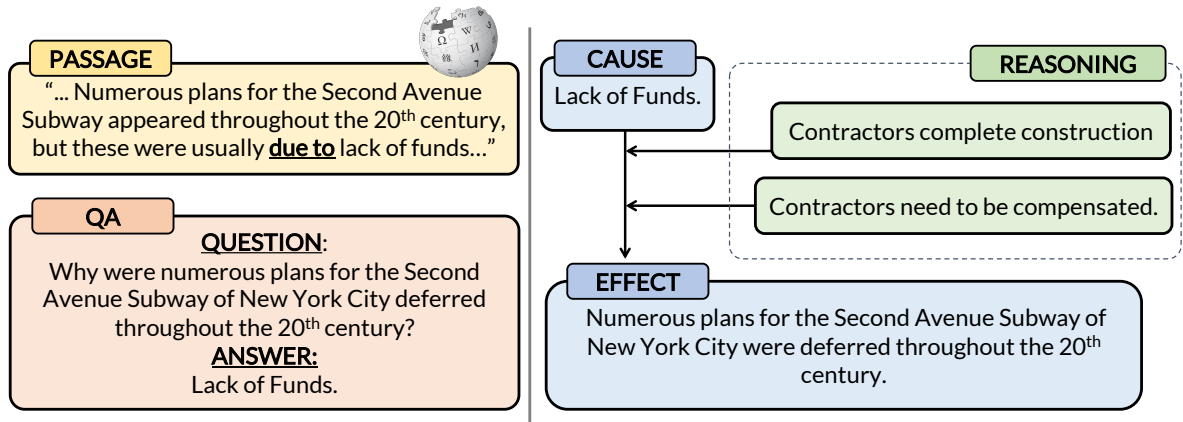 PASSAGE
“... Numerous plans for the Second Avenue
Subway appeared throughout the 20th century,
but these were usually due to lack of funds...”
QA
QUESTION:
Why were numerous plans for the Second
Avenue Subway of New York City deferred
throughout the 20th century?
ANSWER:
Lack of Funds.
CAUSE
Lack of Funds.
REASONING
Contractors complete construction
Contractors need to be compensated.
EFFECT
Numerous plans for the Second Avenue Subway of
New York City were deferred throughout the 20th
century.